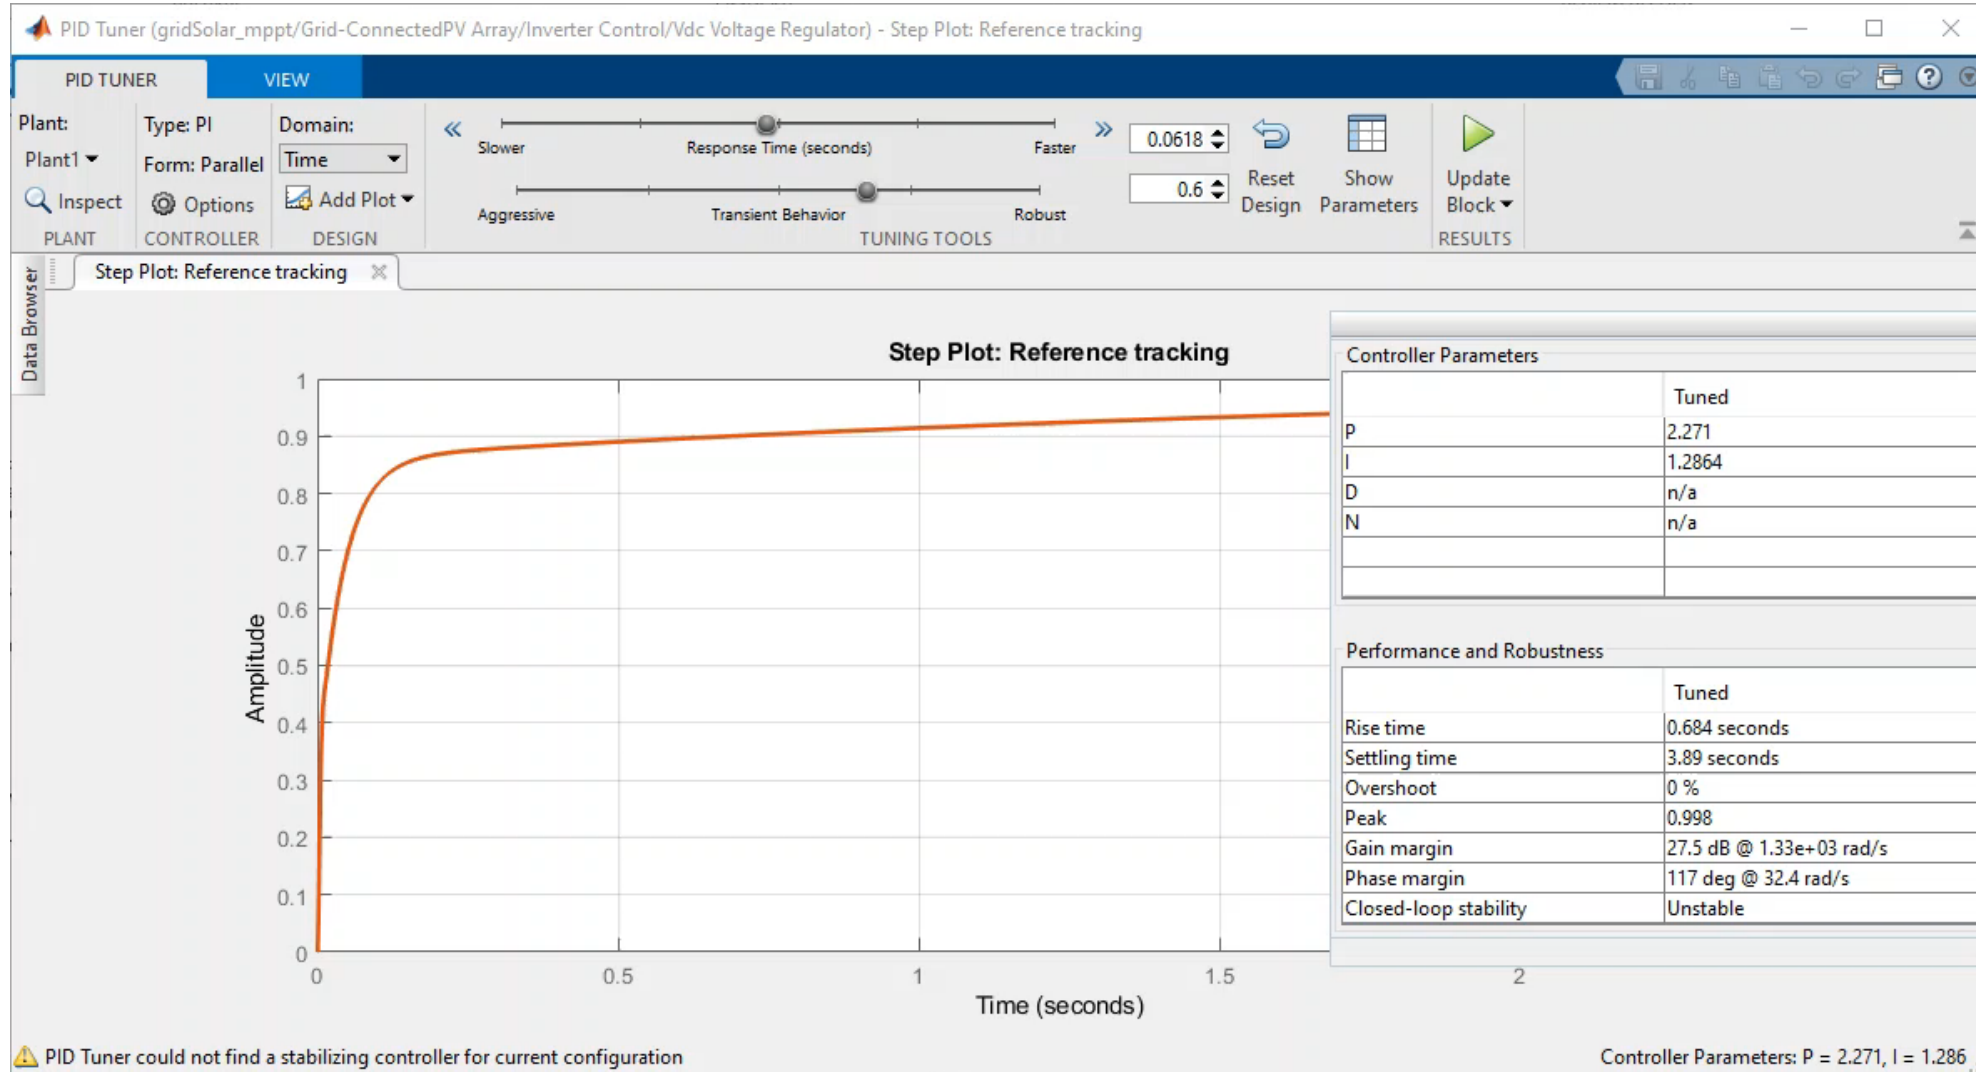 PID Tuner (gridSolar_mppt/Grid-ConnectedPV Array/Inverter Control/Vdc Voltage Regulator) - Step Plot: Reference tracking
PID TUNER
VIEW
Plant:
Plant1
Inspect
PLANT
Type: PI
Form: Parallel
Options
CONTROLLER
Domain:
Time
Add Plot
DESIGN
Slower
Response Time (seconds)
Faster
0.0618
Aggressive
Transient Behavior
Robust
0.6
TUNING TOOLS
Reset
Design
Show
Parameters
Update
Block
RESULTS
Data Browser
Step Plot: Reference tracking
Step Plot: Reference tracking
Amplitude
1
0.9
0.8
0.7
0.6
0.5
0.4
0.3
0.2
0.1
0
0 0.5 1 1.5 2
Time (seconds)
Controller Parameters
Tuned
P 2.271
I 1.2864
D n/a
N n/a
Performance and Robustness
Tuned
Rise time 0.684 seconds
Settling time 3.89 seconds
Overshoot 0 %
Peak 0.998
Gain margin 27.5 dB @ 1.33e+03 rad/s
Phase margin 117 deg @ 32.4 rad/s
Closed-loop stability Unstable
PID Tuner could not find a stabilizing controller for current configuration
Controller Parameters: P = 2.271, I = 1.286